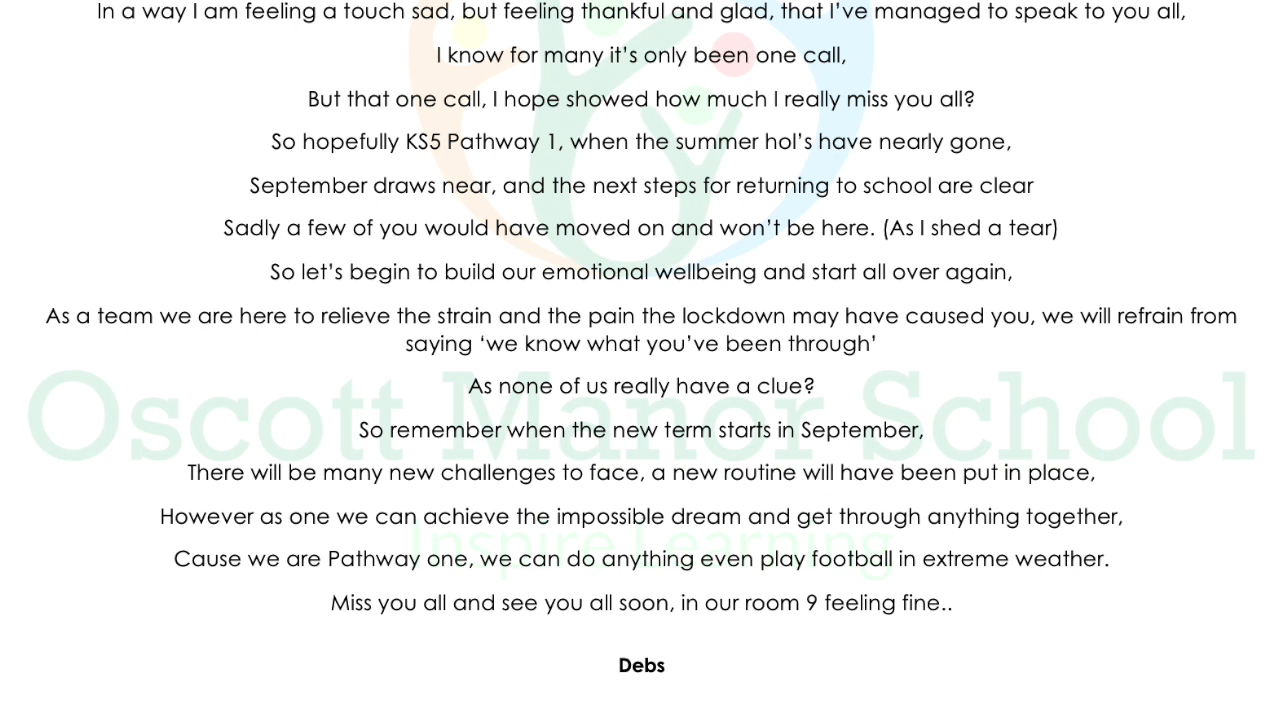 In a way I am feeling a touch sad, but feeling thankful and glad, that I've managed to speak to you all,
I know for many it's only been one call,
But that one call, I hope showed how much I really miss you all?
So hopefully KS5 Pathway 1, when the summer hol's have nearly gone,
September draws near, and the next steps for returning to school are clear
Sadly a few of you would have moved on and won't be here. (As I shed a tear)
So let's begin to build our emotional wellbeing and start all over again,
As a team we are here to relieve the strain and the pain the lockdown may have caused you, we will refrain from
saying 'we know what you've been through'
As none of us really have a clue?
Oscott Manor School
So remember when the new term starts in September,
There will be many new challenges to face, a new routine will have been put in place,
However as one we can achieve the impossible dream and get through anything together,
Inspire Learning
Cause we are Pathway one, we can do anything even play football in extreme weather.
Miss you all and see you all soon, in our room 9 feeling fine..
Debs